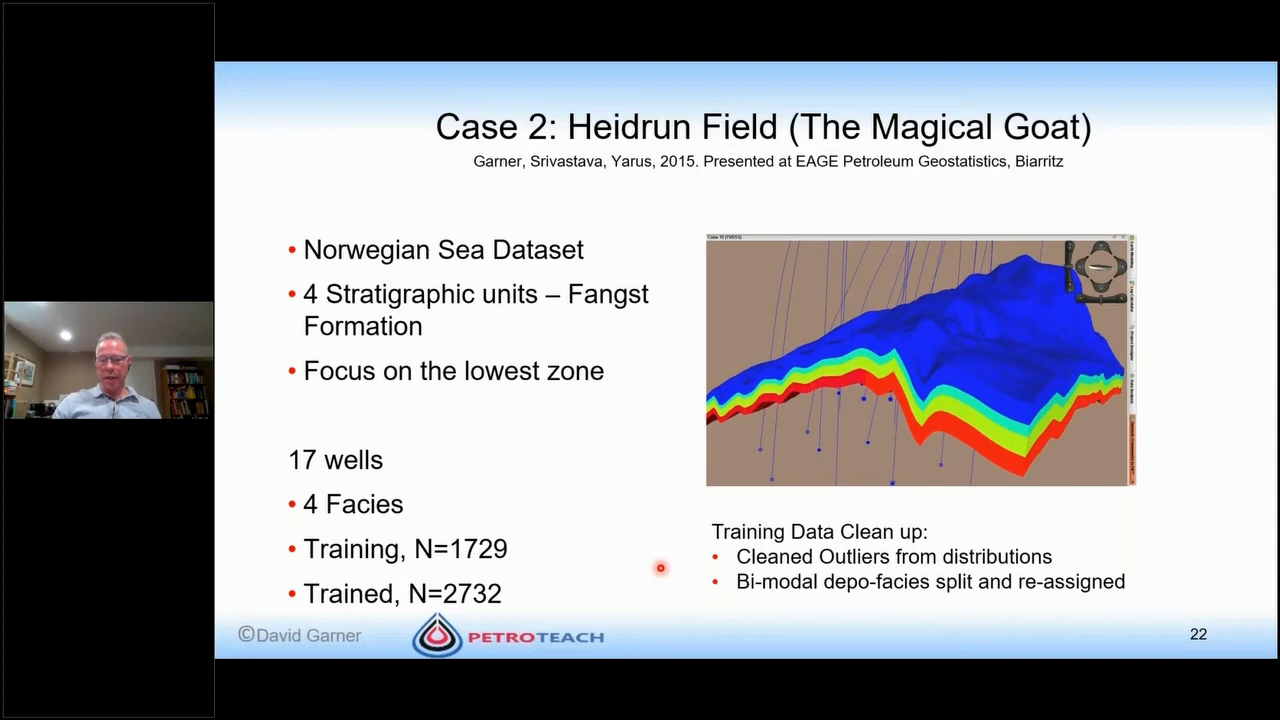 Case 2: Heidrun Field (The Magical Goat)
Garner, Srivastava, Yarus, 2015. Presented at EAGE Petroleum Geostatistics, Biarritz
• Norwegian Sea Dataset
• 4 Stratigraphic units – Fangst
Formation
• Focus on the lowest zone
17 wells
• 4 Facies
• Training, N=1729
• Trained, N=2732
Training Data Clean up:
• Cleaned Outliers from distributions
• Bi-modal depo-facies split and re-assigned
©David Garner
PETROTEACH
22